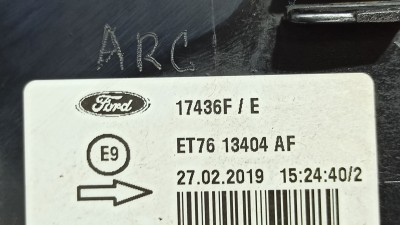 ARC
Ford 17436F / E
E9 ET76 13404 AF
27.02.2019 15:24:40/2